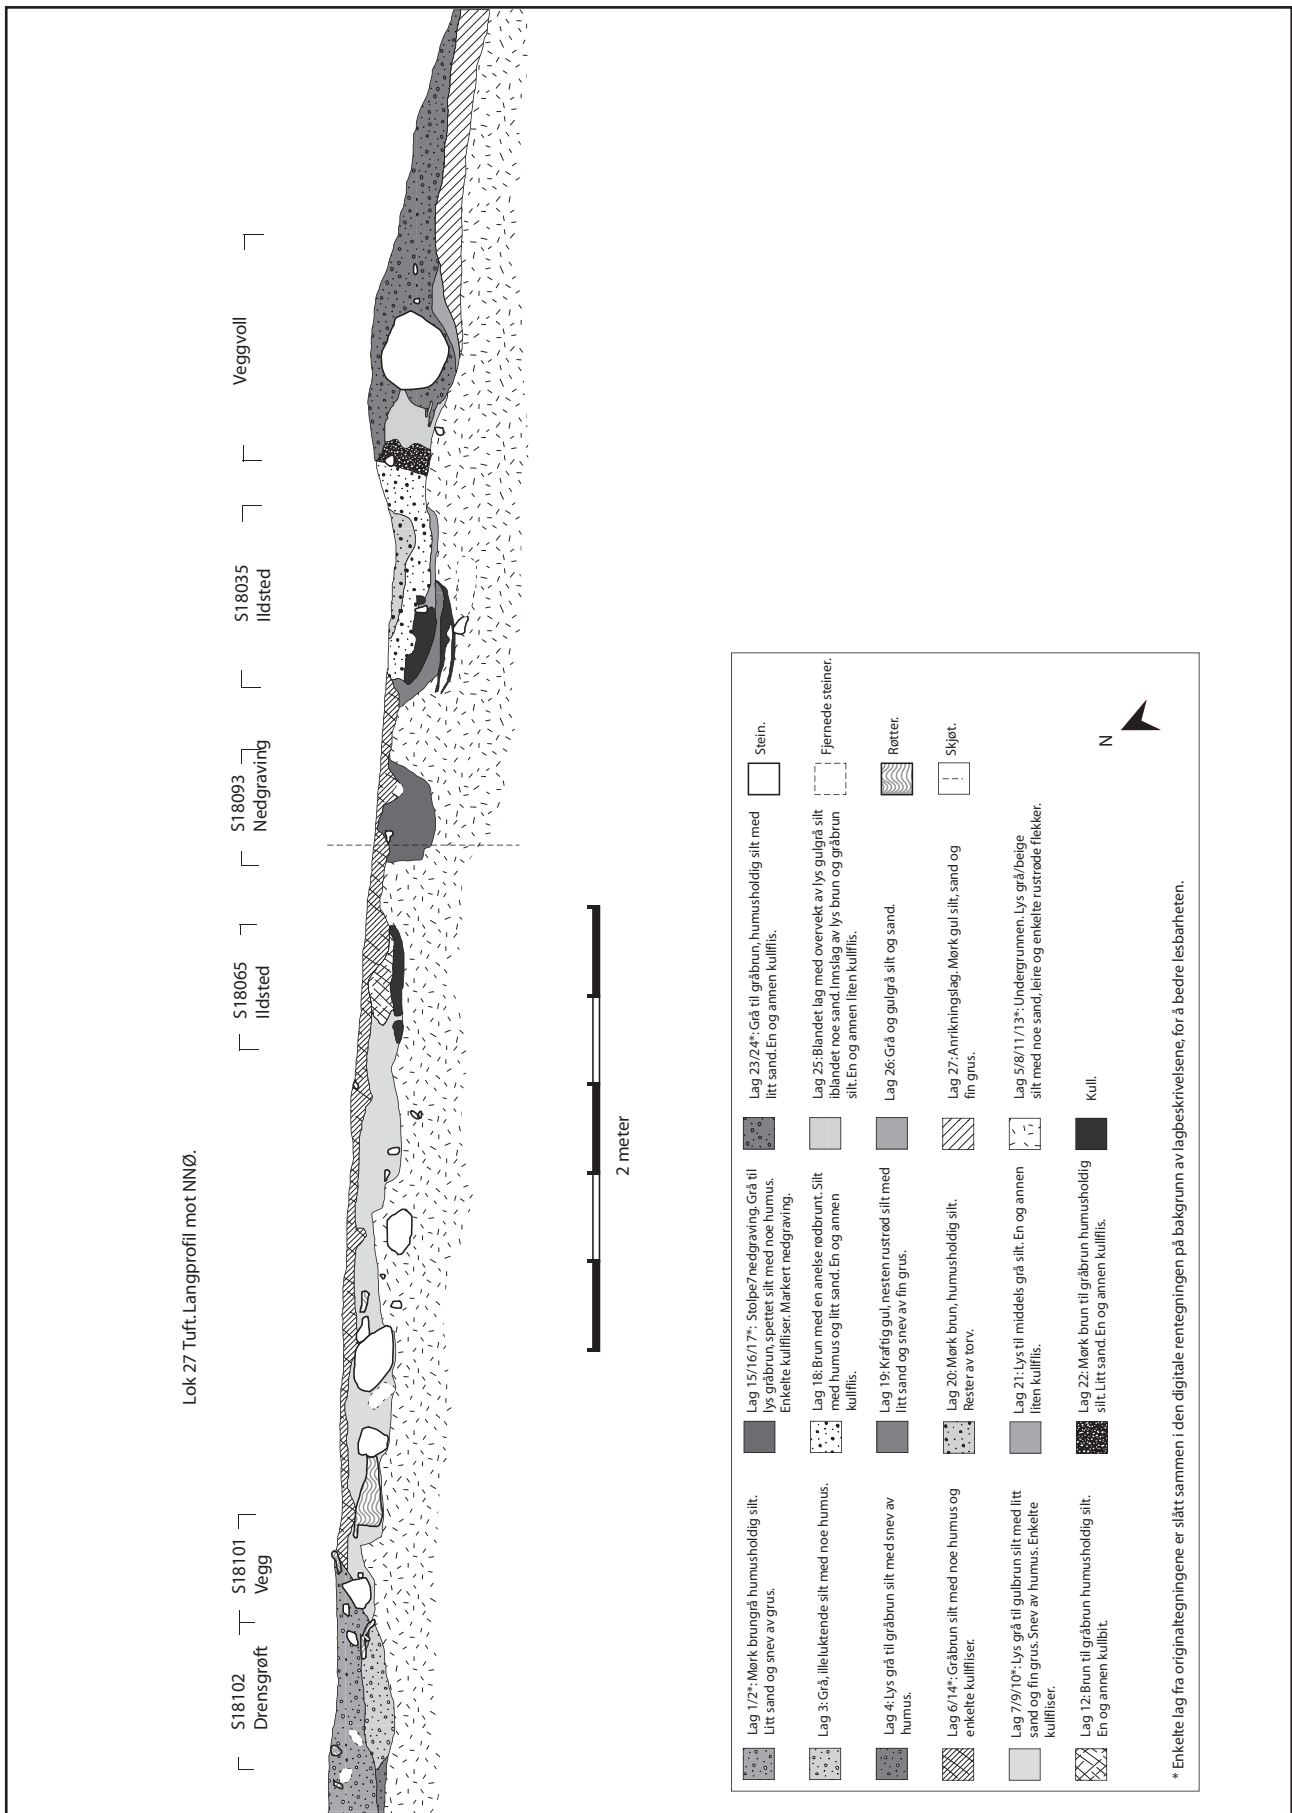 Lok 27 Tuft. Langprofil mot NNØ.
S18102
Drensgrøft
S18101
Vegg
S18065
Ildsted
S18093
Nedgraving
S18035
Ildsted
Veggvoll
2 meter
Lag 1/2*: Mørk brungrå humusholdig silt.
Litt sand og snev av grus.
Lag 3: Grå, illeluktende silt med noe humus.
Lag 4: Lys grå til gråbrun silt med snev av
humus.
Lag 6/14*: Gråbrun silt med noe humus og
enkelte kullfliser.
Lag 7/9/10*: Lys grå til gulbrun silt med litt
sand og fin grus. Snev av humus. Enkelte
kullfliser.
Lag 12: Brun til gråbrun humusholdig silt.
En og annen kullbit.
Lag 15/16/17*: Stolpe7nedgraving. Grå til
lys gråbrun, spettet silt med noe humus.
Enkelte kullfliser. Markert nedgraving.
Lag 18: Brun med en anelse rødbrunt. Silt
med humus og litt sand. En og annen
kullflis.
Lag 19: Kraftig gul, nesten rustrød silt med
litt sand og snev av fin grus.
Lag 20: Mørk brun, humusholdig silt.
Rester av torv.
Lag 21: Lys til middels grå silt. En og annen
liten kullflis.
Lag 22: Mørk brun til gråbrun humusholdig
silt. Litt sand. En og annen kullflis.
Lag 23/24*: Grå til gråbrun, humusholdig silt med
litt sand. En og annen kullflis.
Lag 25: Blandet lag med overvekt av lys gulgrå silt
iblandet noe sand. Innslag av lys brun og gråbrun
silt. En og annen liten kullflis.
Lag 26: Grå og gulgrå silt og sand.
Lag 27: Anrikningslag. Mørk gul silt, sand og
fin grus.
Lag 5/8/11/13*: Undergrunnen. Lys grå/beige
silt med noe sand, leire og enkelte rustrøde flekker.
Kull.
Stein.
Fjernede steiner.
Røtter.
Skjøt.
N
* Enkelte lag fra originaltegningene er slått sammen i den digitale rentegningen på bakgrunn av lagbeskrivelsene, for å bedre lesbarheten.